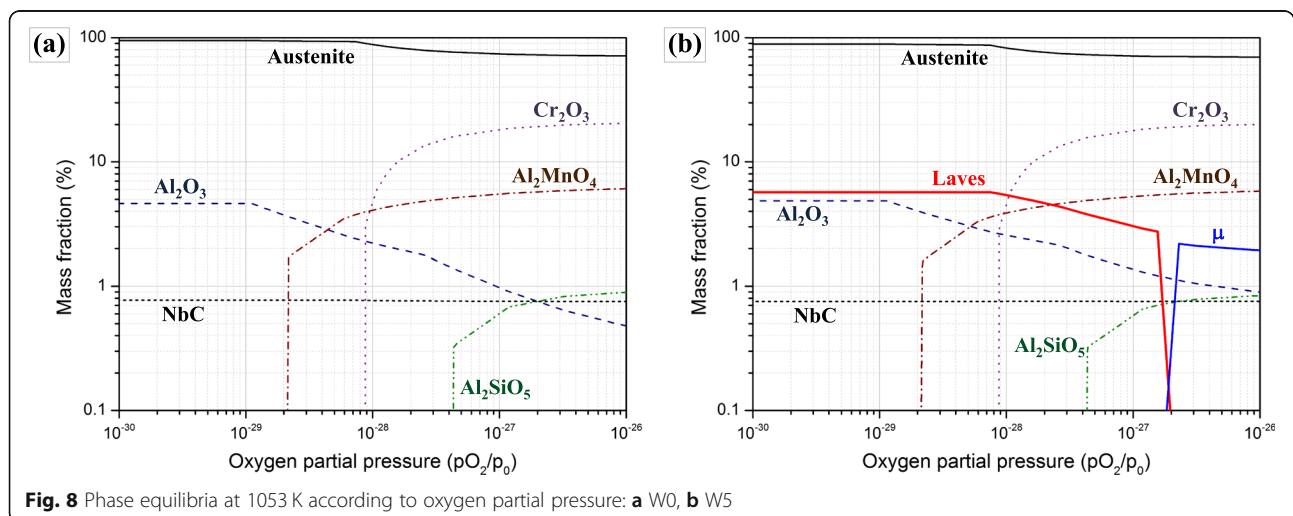 (a)
100
10
1
0.1
Mass fraction (%)
Austenite
Cr₂O₃
Al₂O₃
Al₂MnO₄
NbC
Al₂SiO₅
10⁻³⁰ 10⁻²⁹ 10⁻²⁸ 10⁻²⁷ 10⁻²⁶
Oxygen partial pressure (pO₂/p₀)
(b)
100
10
1
0.1
Mass fraction (%)
Austenite
Cr₂O₃
Laves
Al₂MnO₄
Al₂O₃
μ
NbC
Al₂SiO₅
10⁻³⁰ 10⁻²⁹ 10⁻²⁸ 10⁻²⁷ 10⁻²⁶
Oxygen partial pressure (pO₂/p₀)
Fig. 8 Phase equilibria at 1053 K according to oxygen partial pressure: a W0, b W5